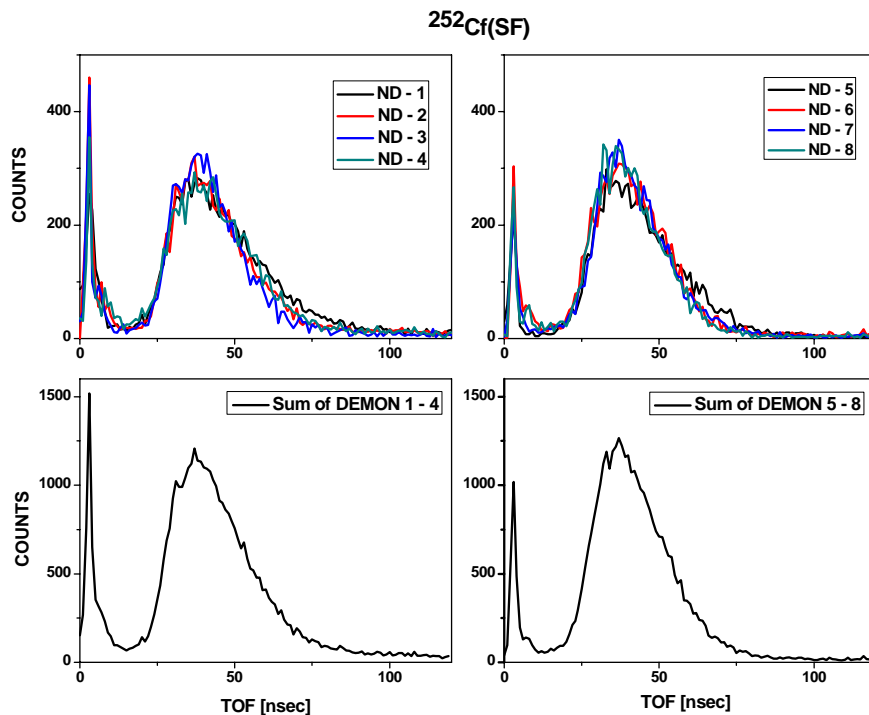 ²⁵²Cf(SF)
COUNTS
400
200
0
0
50
100
ND - 1
ND - 2
ND - 3
ND - 4
400
200
0
0
50
100
ND - 5
ND - 6
ND - 7
ND - 8
COUNTS
1500
1000
500
0
0
50
100
Sum of DEMON 1 - 4
TOF [nsec]
1500
1000
500
0
0
50
100
Sum of DEMON 5 - 8
TOF [nsec]